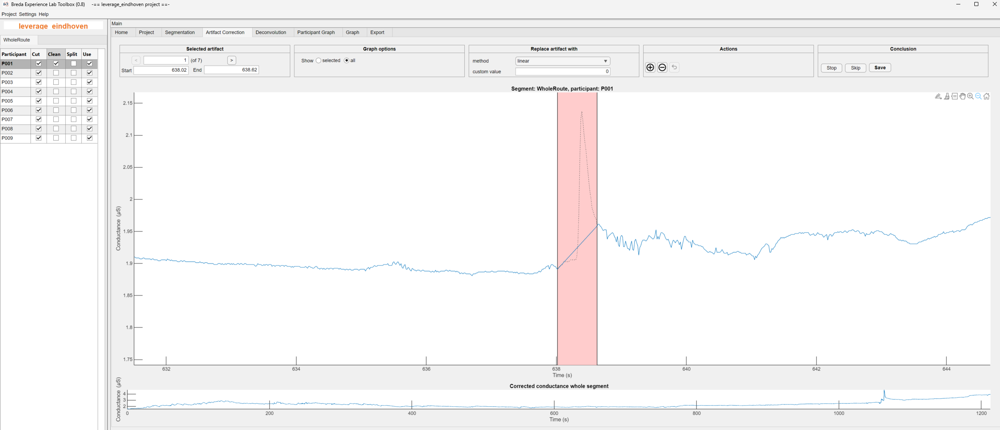 Breda Experience Lab Toolbox (0.8) -== leverage_eindhoven project ==-
Project Settings Help
leverage_eindhoven
WholeRoute
Participant Cut Clean Split Use
P001
P002
P003
P004
P005
P006
P007
P008
P009
Main
Home Project Segmentation Artifact Correction Deconvolution Participant Graph Graph Export
Selected artifact
< 1 (of 7) >
Start 638.02 End 638.62
Graph options
Show selected all
Replace artifact with
method linear
custom value 0
Actions
Conclusion
Stop Skip Save
Segment: WholeRoute, participant: P001
2.15
2.1
2.05
2
1.95
1.9
1.85
1.8
1.75
Conductance (µS)
632 634 636 638 640 642 644
Time (s)
Corrected conductance whole segment
Conductance (µS)
4
3
2
0 200 400 600 800 1000 1200
Time (s)